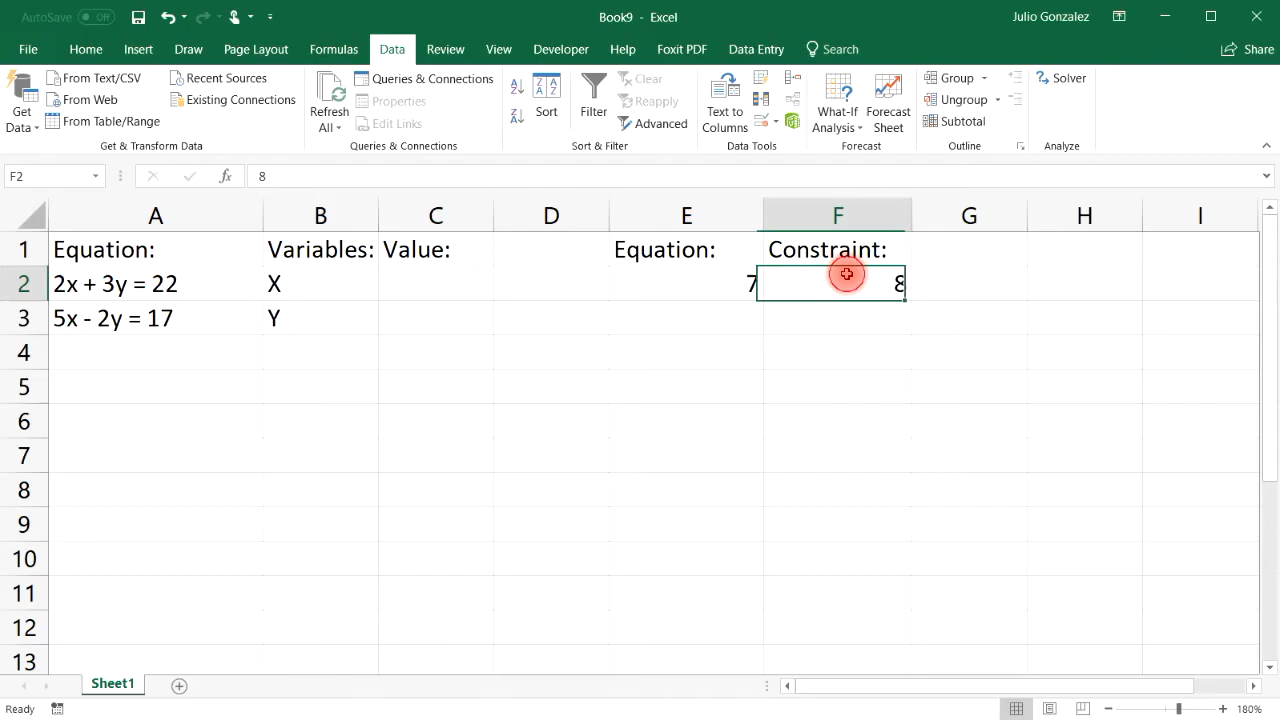 AutoSave Off
Book9 - Excel
Julio Gonzalez
File Home Insert Draw Page Layout Formulas Data Review View Developer Help Foxit PDF Data Entry Search Share
Get Data
From Text/CSV
From Web
From Table/Range
Recent Sources
Existing Connections
Get & Transform Data
Refresh All
Queries & Connections
Properties
Edit Links
Queries & Connections
Sort
Filter
Clear
Reapply
Advanced
Sort & Filter
Text to Columns
Data Tools
What-If Analysis
Forecast Sheet
Forecast
Group
Ungroup
Subtotal
Outline
Solver
Analyze
F2 fx 8
A B C D E F G H I
1 Equation: Variables: Value: Equation: Constraint:
2 2x + 3y = 22 X 7 8
3 5x - 2y = 17 Y
4
5
6
7
8
9
10
11
12
13
Sheet1
Ready 180%